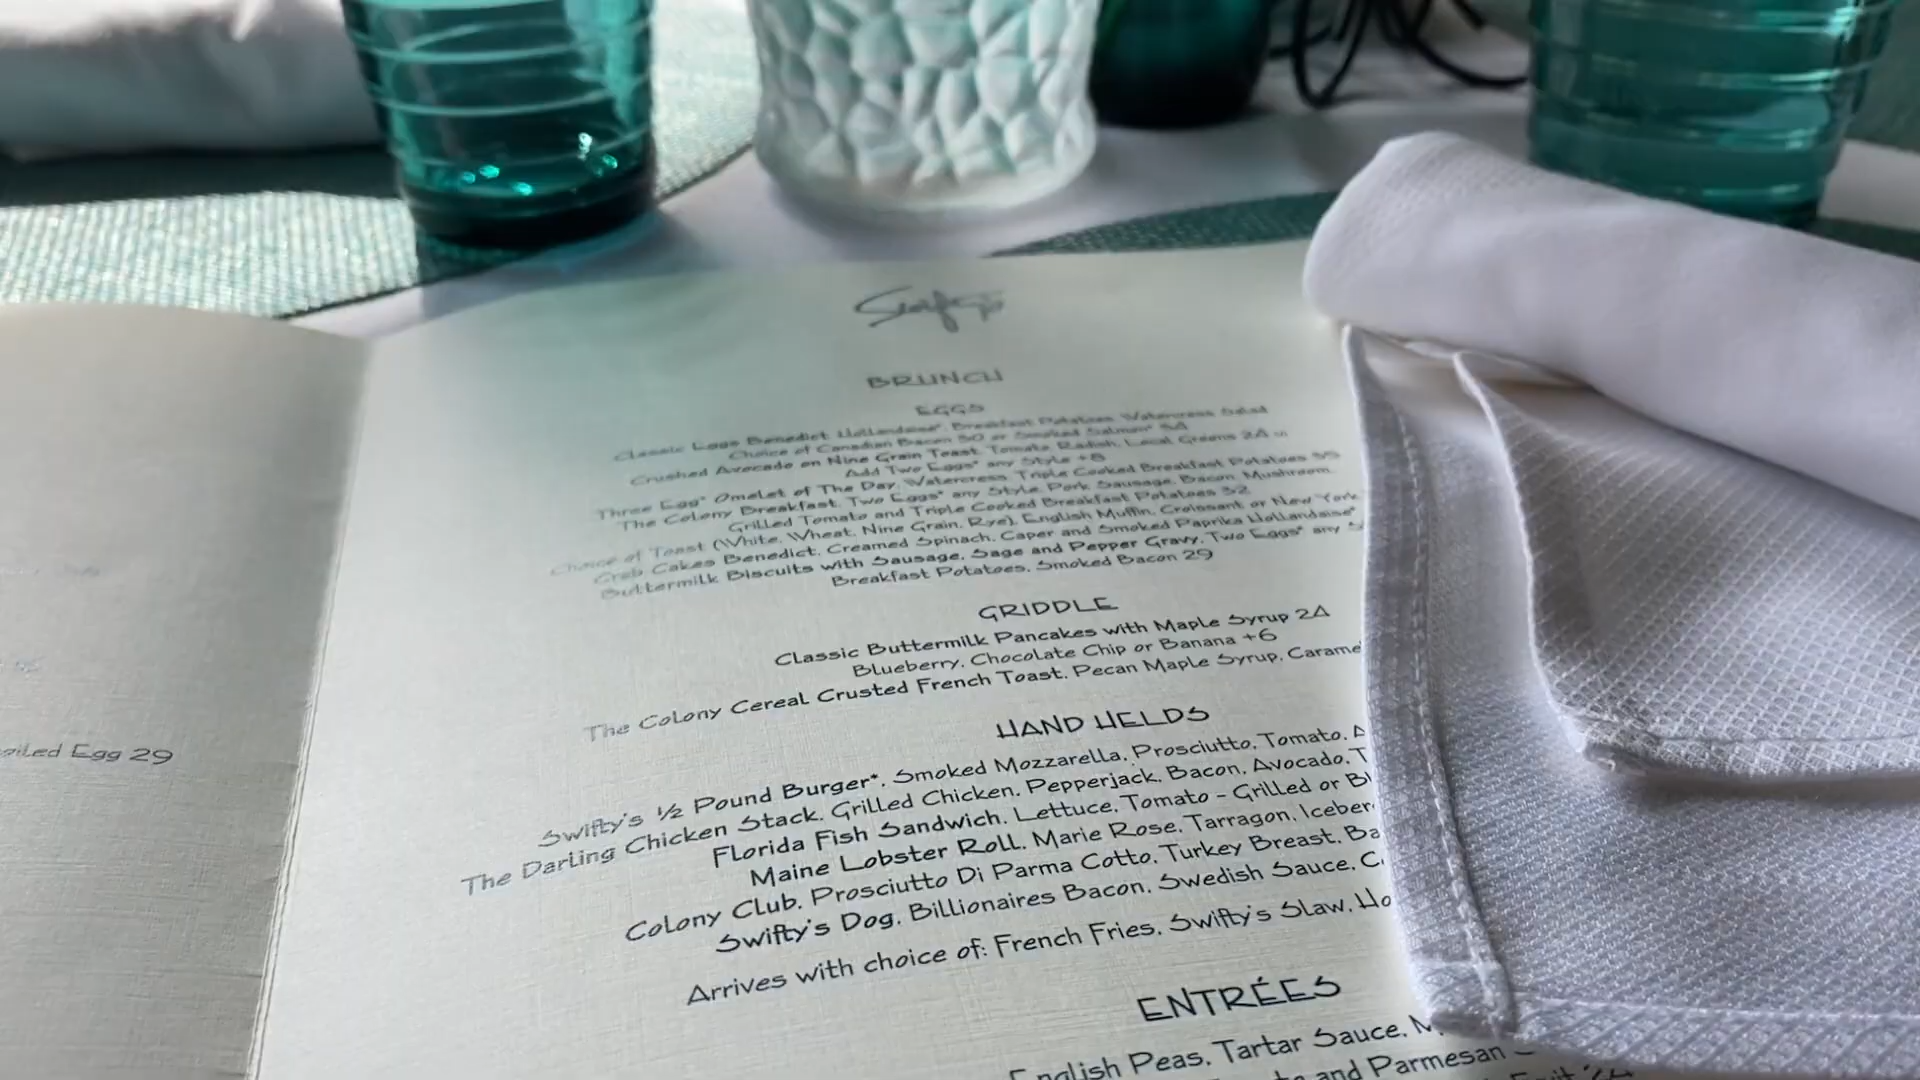 oiled Egg 29
Swifty's
BRUNCH
EGGS
Classic Eggs Benedict, Hollandaise*, Breakfast Potatoes, Watercress Salad
Choice of Canadian Bacon 30 or Smoked Salmon* 34
Crushed Avocado on Nine Grain Toast, Tomato, Radish, Local Greens 24
Add Two Eggs* any Style +8
Three Egg* Omelet of The Day, Watercress, Triple Cooked Breakfast Potatoes
The Colony Breakfast, Two Eggs* any Style, Pork Sausage, Bacon, Mushroom,
Grilled Tomato and Triple Cooked Breakfast Potatoes 32
Choice of Toast (White, Wheat, Nine Grain, Rye), English Muffin, Croissant or New York
Crab Cakes Benedict, Creamed Spinach, Caper and Smoked Paprika Hollandaise*
Buttermilk Biscuits with Sausage, Sage and Pepper Gravy, Two Eggs* any S
Breakfast Potatoes, Smoked Bacon 29
GRIDDLE
Classic Buttermilk Pancakes with Maple Syrup 24
Blueberry, Chocolate Chip or Banana +6
The Colony Cereal Crusted French Toast, Pecan Maple Syrup, Carame
HAND HELDS
Swifty's ½ Pound Burger*, Smoked Mozzarella, Prosciutto, Tomato, A
The Darling Chicken Stack, Grilled Chicken, Pepperjack, Bacon, Avocado, T
Florida Fish Sandwich, Lettuce, Tomato - Grilled or Bl
Maine Lobster Roll, Marie Rose, Tarragon, Iceber
Colony Club, Prosciutto Di Parma Cotto, Turkey Breast, Ba
Swifty's Dog, Billionaires Bacon, Swedish Sauce, C
Arrives with choice of: French Fries, Swifty's Slaw, Ho
ENTRÉES
English Peas, Tartar Sauce, M
and Parmesan